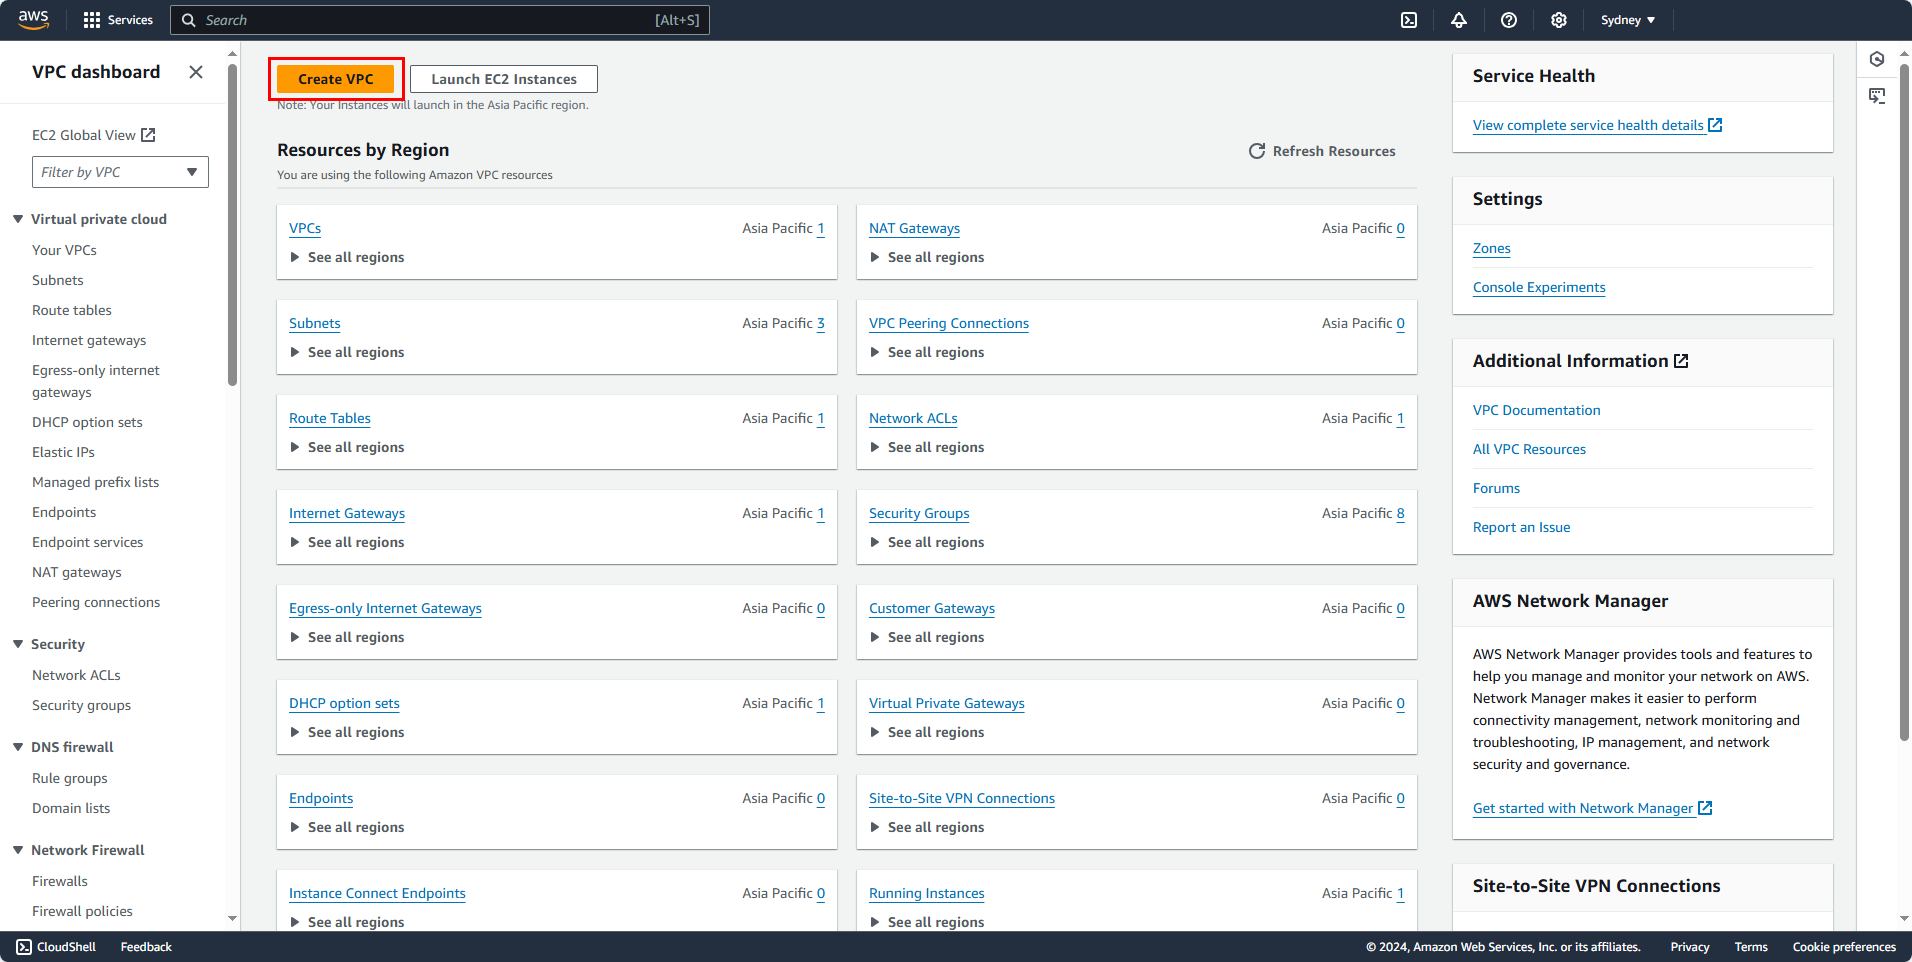 aws
Services
Search
[Alt+S]
Sydney
VPC dashboard
EC2 Global View
Filter by VPC
Virtual private cloud
Your VPCs
Subnets
Route tables
Internet gateways
Egress-only internet
gateways
DHCP option sets
Elastic IPs
Managed prefix lists
Endpoints
Endpoint services
NAT gateways
Peering connections
Security
Network ACLs
Security groups
DNS firewall
Rule groups
Domain lists
Network Firewall
Firewalls
Firewall policies
Create VPC
Launch EC2 Instances
Note: Your Instances will launch in the Asia Pacific region.
Resources by Region
Refresh Resources
You are using the following Amazon VPC resources
VPCs
Asia Pacific 1
See all regions
NAT Gateways
Asia Pacific 0
See all regions
Subnets
Asia Pacific 3
See all regions
VPC Peering Connections
Asia Pacific 0
See all regions
Route Tables
Asia Pacific 1
See all regions
Network ACLs
Asia Pacific 1
See all regions
Internet Gateways
Asia Pacific 1
See all regions
Security Groups
Asia Pacific 8
See all regions
Egress-only Internet Gateways
Asia Pacific 0
See all regions
Customer Gateways
Asia Pacific 0
See all regions
DHCP option sets
Asia Pacific 1
See all regions
Virtual Private Gateways
Asia Pacific 0
See all regions
Endpoints
Asia Pacific 0
See all regions
Site-to-Site VPN Connections
Asia Pacific 0
See all regions
Instance Connect Endpoints
Asia Pacific 0
See all regions
Running Instances
Asia Pacific 1
See all regions
Service Health
View complete service health details
Settings
Zones
Console Experiments
Additional Information
VPC Documentation
All VPC Resources
Forums
Report an Issue
AWS Network Manager
AWS Network Manager provides tools and features to
help you manage and monitor your network on AWS.
Network Manager makes it easier to perform
connectivity management, network monitoring and
troubleshooting, IP management, and network
security and governance.
Get started with Network Manager
Site-to-Site VPN Connections
CloudShell
Feedback
© 2024, Amazon Web Services, Inc. or its affiliates.
Privacy
Terms
Cookie preferences